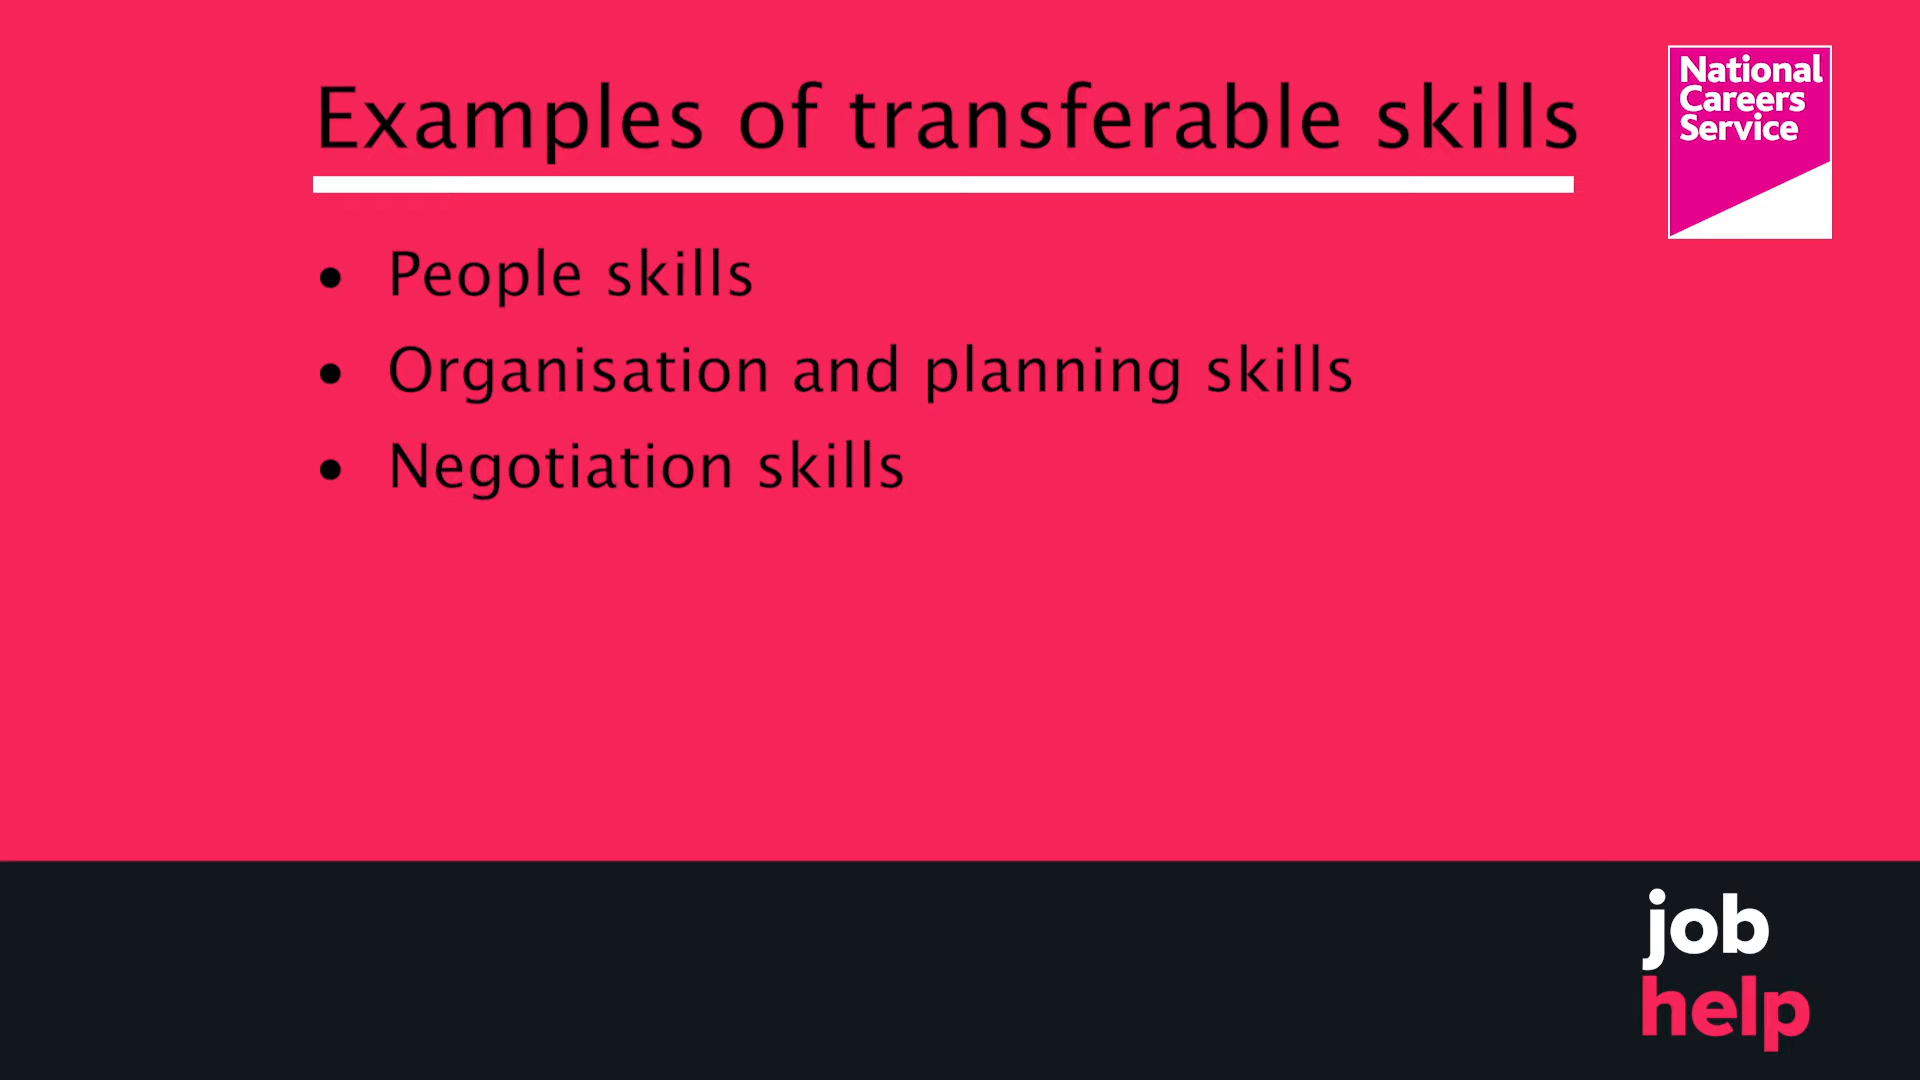 Examples of transferable skills
National
Careers
Service
• People skills
• Organisation and planning skills
• Negotiation skills
job
help